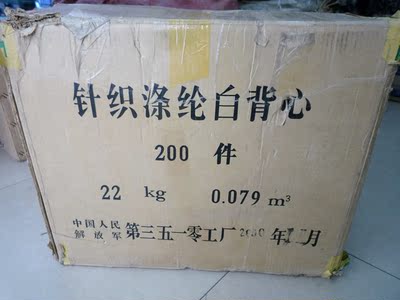 针织涤纶白背心
200 件
22 kg 0.079 m³
中国人民
解放军 第三五一零工厂 年 月